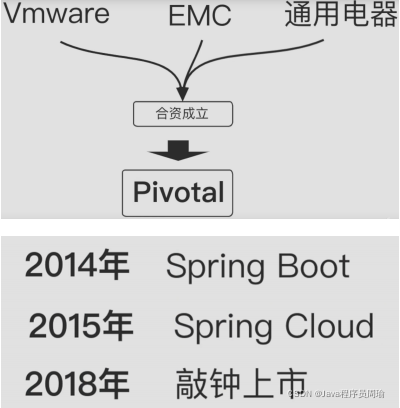 Vmware EMC 通用电器
合资成立
Pivotal
2014年 Spring Boot
2015年 Spring Cloud
2018年 敲钟上市
CSDN @Java程序员周瑜